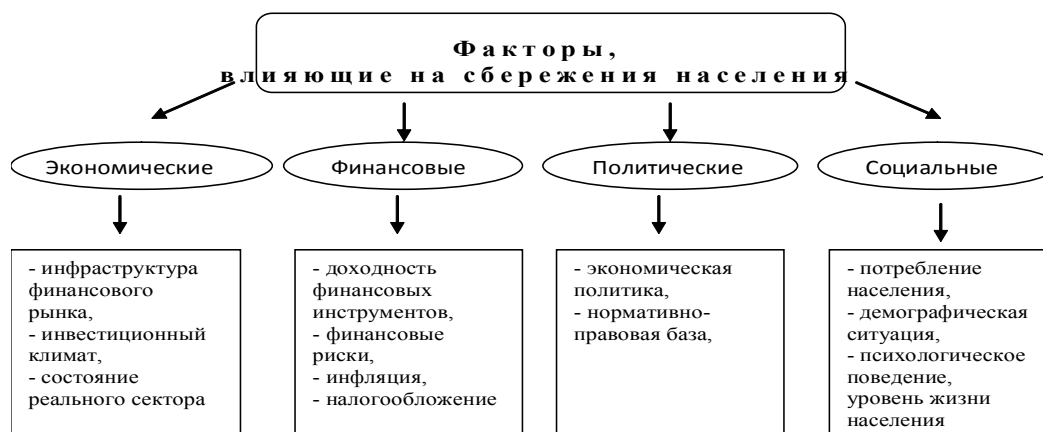 Факторы,
влияющие на сбережения населения
Экономические
Финансовые
Политические
Социальные
- инфраструктура
финансового
рынка,
- инвестиционный
климат,
- состояние
реального сектора
- доходность
финансовых
инструментов,
- финансовые
риски,
- инфляция,
- налогообложение
- экономическая
политика,
- нормативно-
правовая база,
- потребление
населения,
- демографическая
ситуация,
- психологическое
поведение,
уровень жизни
населения